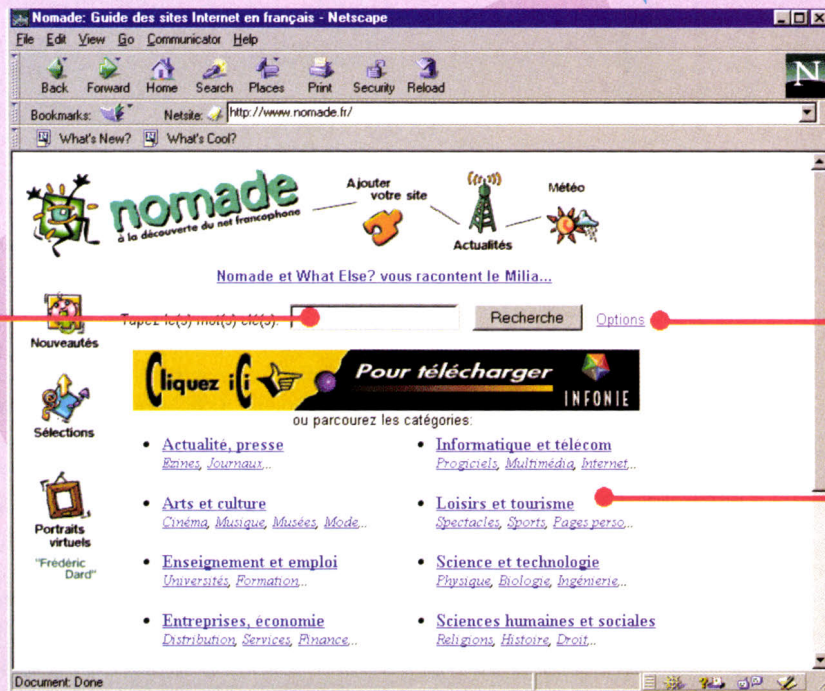 Nomade: Guide des sites Internet en français - Netscape
File Edit View Go Communicator Help
Back Forward Home Search Places Print Security Reload
N
Bookmarks: Netsite: http://www.nomade.fr/
What's New? What's Cool?
nomade
à la découverte du net francophone
Ajouter votre site
Actualités
Météo
Nomade et What Else? vous racontent le Milia...
Tapez le(s) mot(s) clé(s): Recherche Options
Nouveautés
Cliquez iCi Pour télécharger INFONIE
ou parcourez les catégories:
Sélections
Portraits virtuels
"Frédéric Dard"
• Actualité, presse
Ezines, Journaux...
• Arts et culture
Cinéma, Musique, Musées, Mode...
• Enseignement et emploi
Universités, Formation...
• Entreprises, économie
Distribution, Services, Finance...
• Informatique et télécom
Progiciels, Multimédia, Internet...
• Loisirs et tourisme
Spectacles, Sports, Pages perso...
• Science et technologie
Physique, Biologie, Ingénierie...
• Sciences humaines et sociales
Religions, Histoire, Droit...
Document: Done